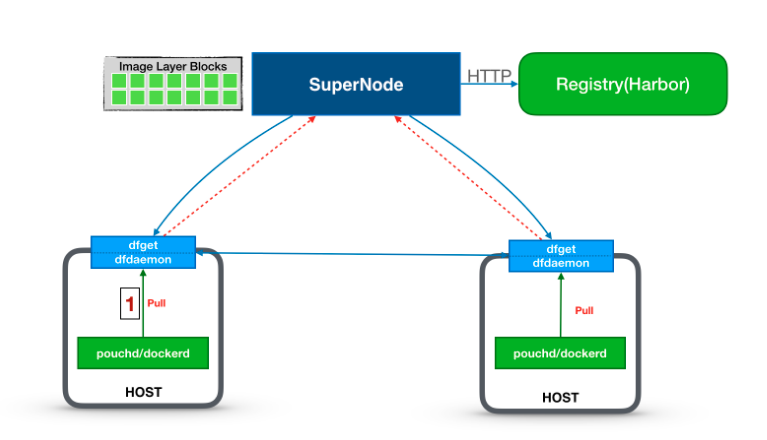 Image Layer Blocks
SuperNode
HTTP
Registry(Harbor)
dfget
dfdaemon
dfget
dfdaemon
1
Pull
Pull
pouchd/dockerd
pouchd/dockerd
HOST
HOST